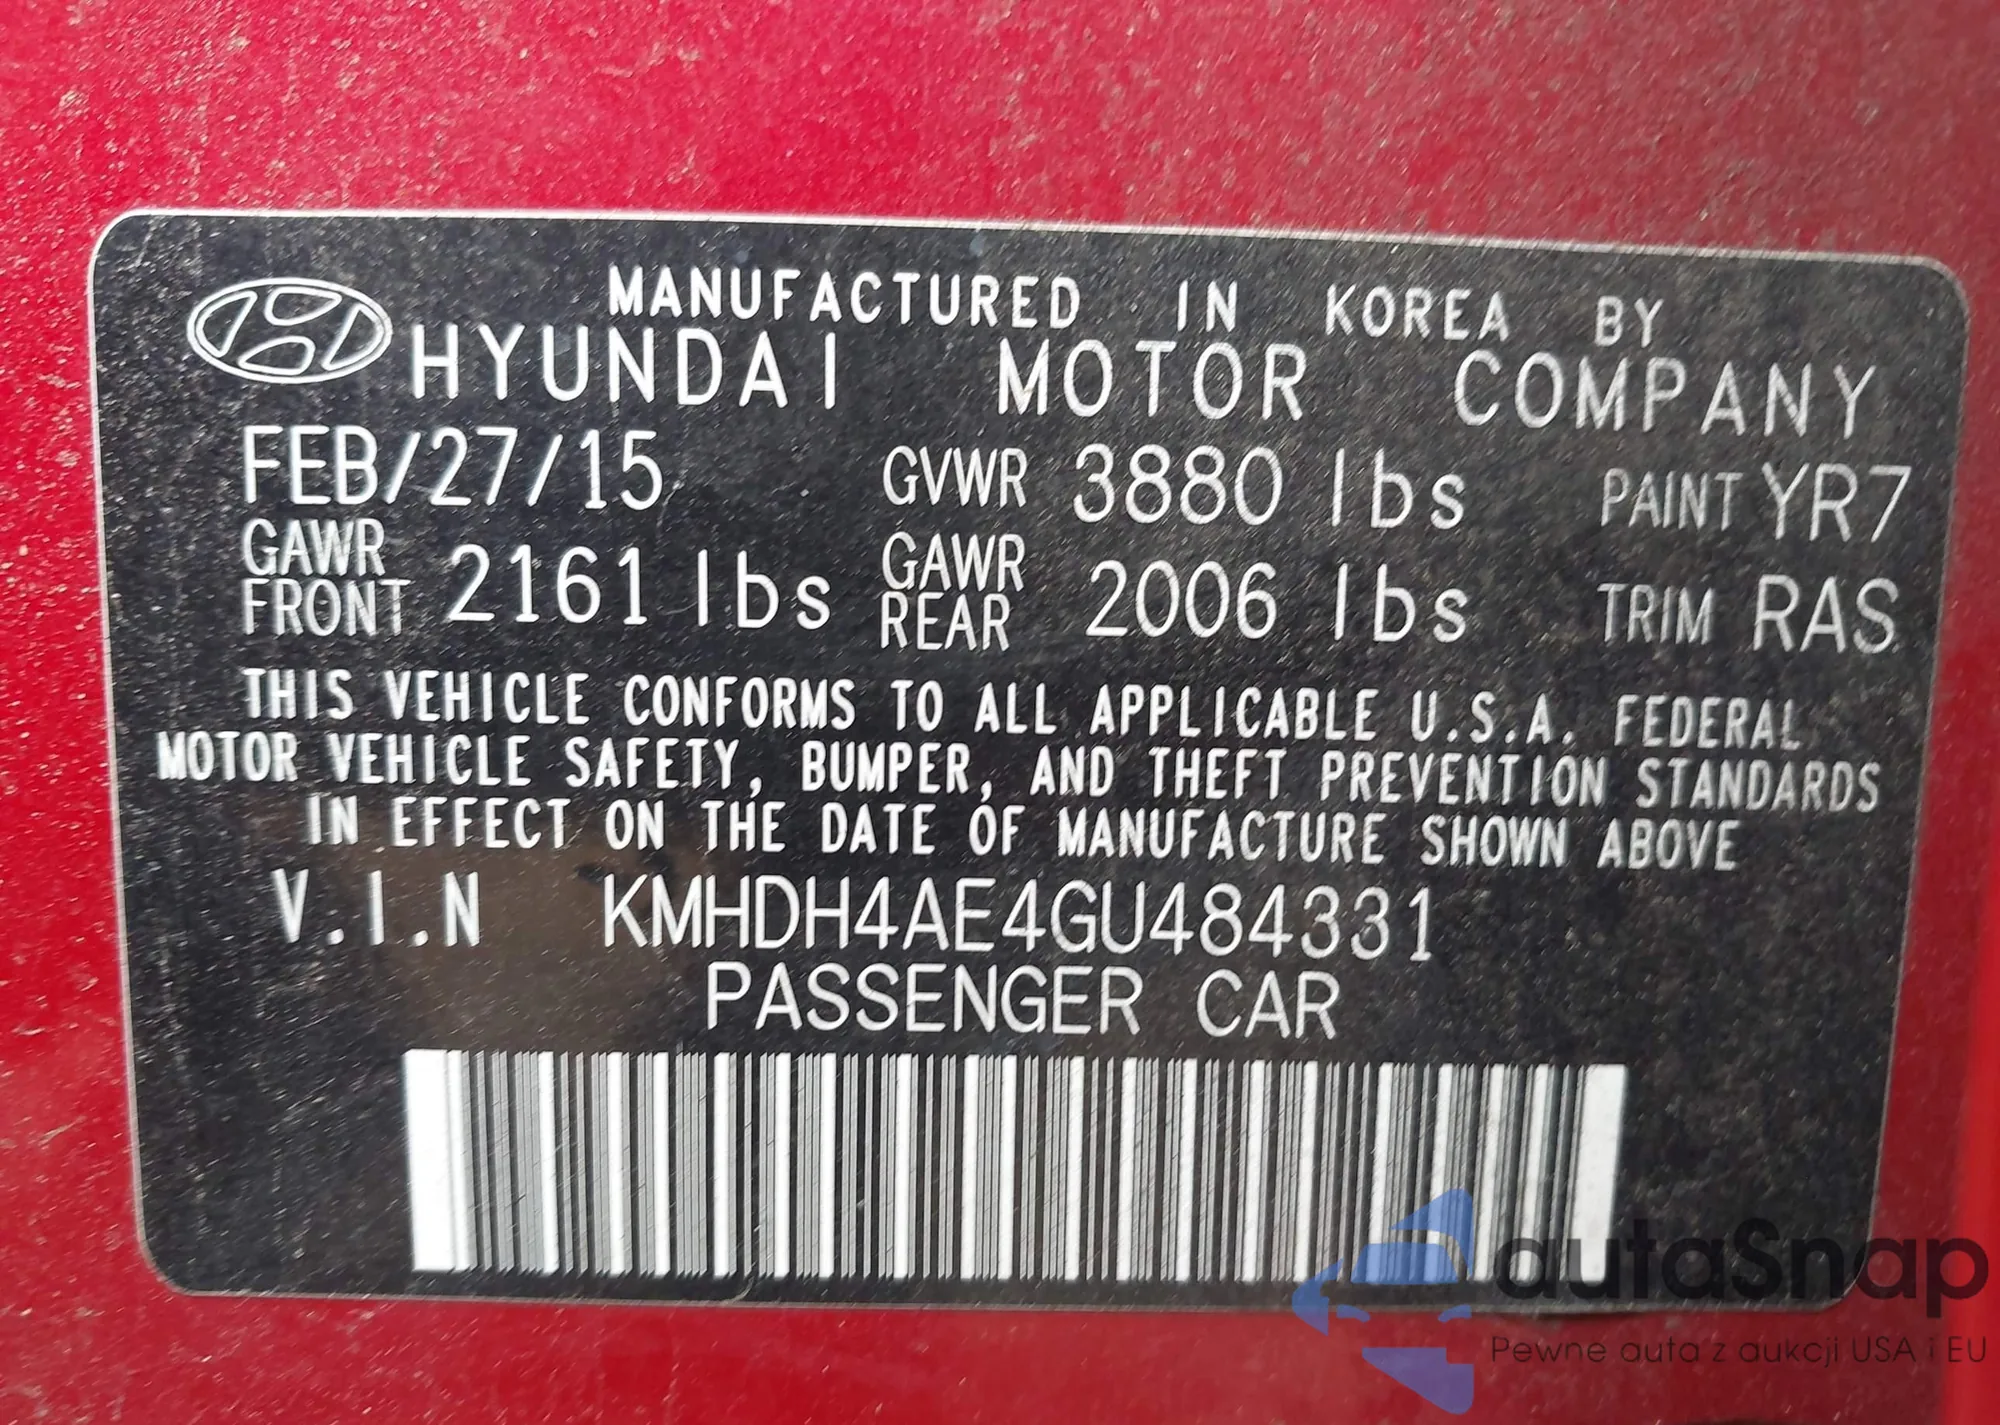 MANUFACTURED IN KOREA BY
HYUNDAI MOTOR COMPANY
FEB/27/15 GVWR 3880 lbs PAINT YR7
GAWR FRONT 2161 lbs GAWR REAR 2006 lbs TRIM RAS
THIS VEHICLE CONFORMS TO ALL APPLICABLE U.S.A. FEDERAL
MOTOR VEHICLE SAFETY, BUMPER, AND THEFT PREVENTION STANDARDS
IN EFFECT ON THE DATE OF MANUFACTURE SHOWN ABOVE
V.I.N KMHDH4AE4GU484331
PASSENGER CAR
autaSnap
Pewne auta z aukcji USA i EU